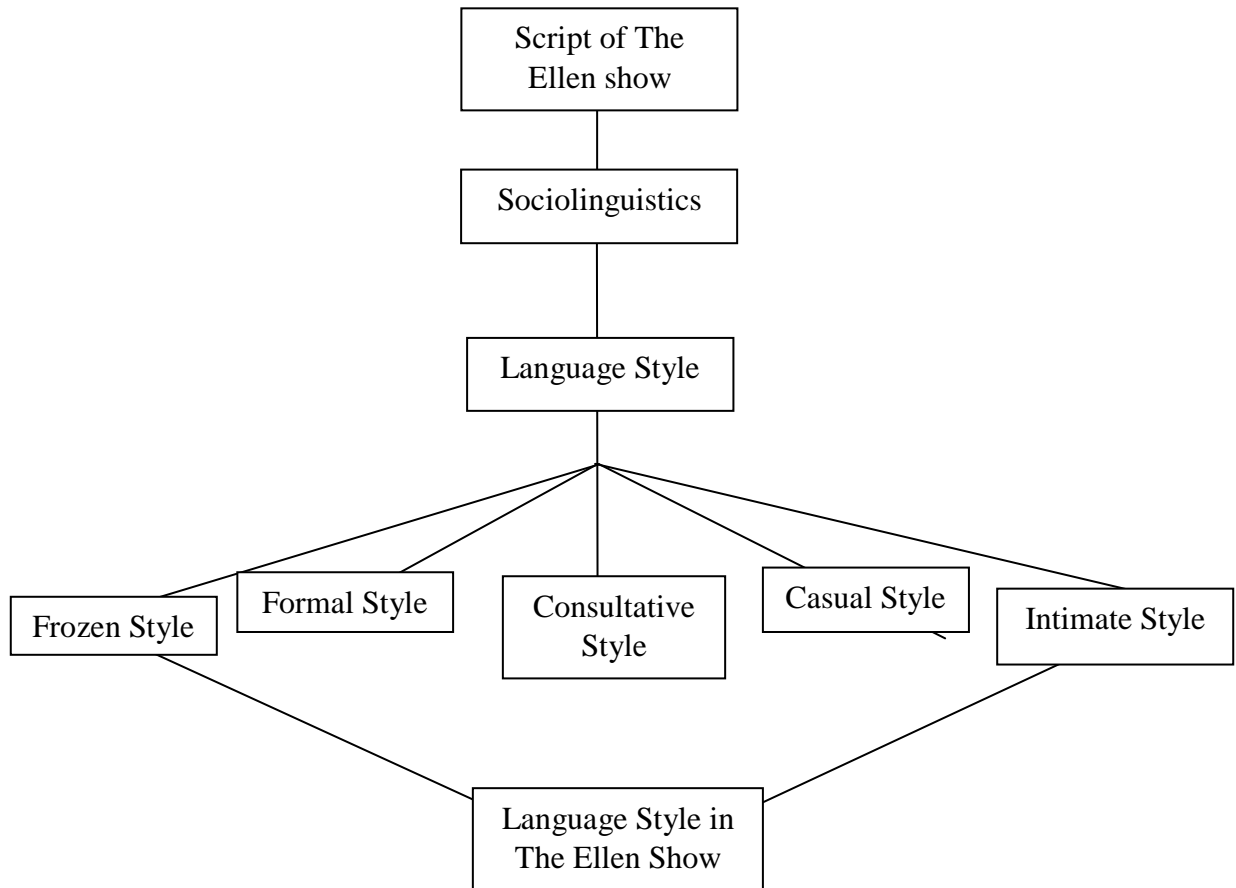 Script of The
Ellen show
Sociolinguistics
Language Style
Frozen Style
Formal Style
Consultative
Style
Casual Style
Intimate Style
Language Style in
The Ellen Show